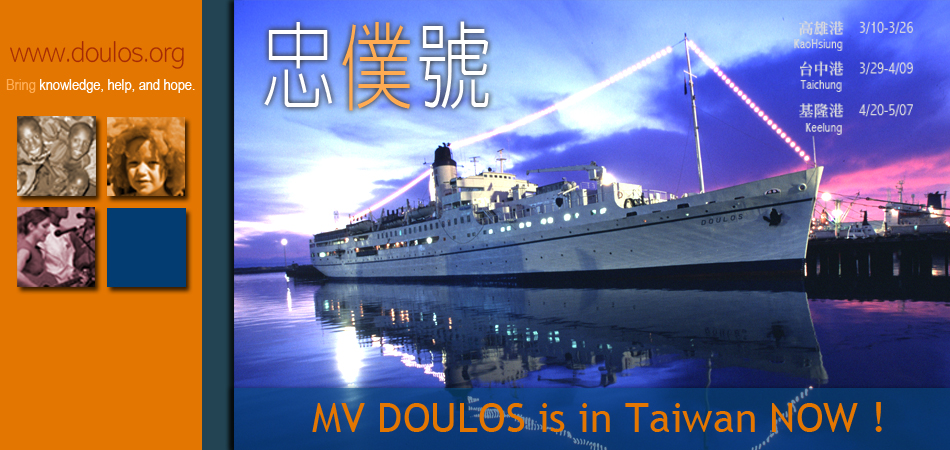 www.doulos.org
Bring knowledge, help, and hope.
忠僕號
高雄港 3/10-3/26
KaoHsiung
台中港 3/29-4/09
Taichung
基隆港 4/20-5/07
Keelung
DOULOS
MV DOULOS is in Taiwan NOW !